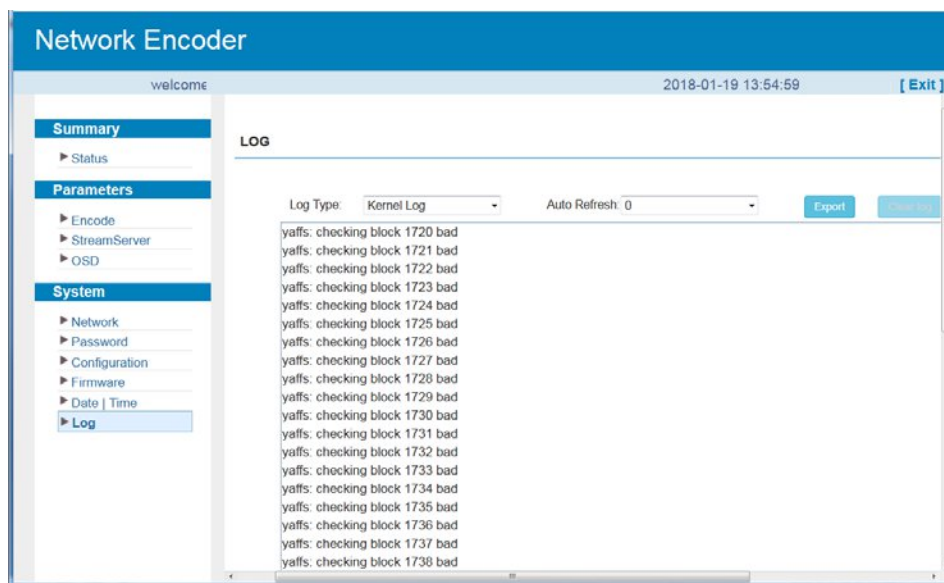 Network Encoder
welcome
2018-01-19 13:54:59
[ Exit ]
Summary
Status
Parameters
Encode
StreamServer
OSD
System
Network
Password
Configuration
Firmware
Date | Time
Log
LOG
Log Type: Kernel Log Auto Refresh: 0 Export Clear log
yaffs: checking block 1720 bad
yaffs: checking block 1721 bad
yaffs: checking block 1722 bad
yaffs: checking block 1723 bad
yaffs: checking block 1724 bad
yaffs: checking block 1725 bad
yaffs: checking block 1726 bad
yaffs: checking block 1727 bad
yaffs: checking block 1728 bad
yaffs: checking block 1729 bad
yaffs: checking block 1730 bad
yaffs: checking block 1731 bad
yaffs: checking block 1732 bad
yaffs: checking block 1733 bad
yaffs: checking block 1734 bad
yaffs: checking block 1735 bad
yaffs: checking block 1736 bad
yaffs: checking block 1737 bad
yaffs: checking block 1738 bad